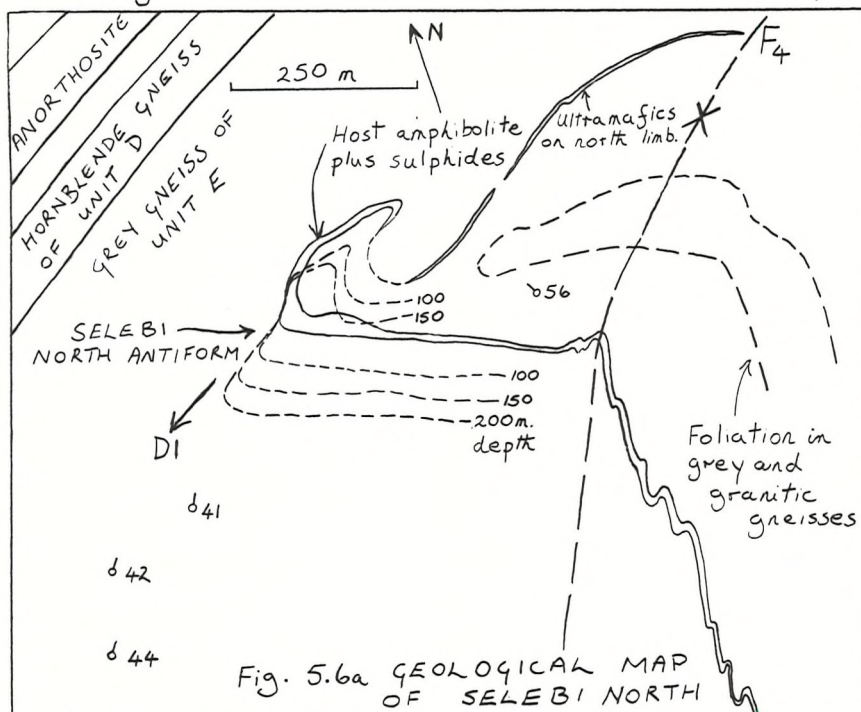 N
F4
250 m
ANORTHOSITE
HORNBLENDE GNEISS
OF UNIT D
GREY GNEISS OF
UNIT E
Host amphibolite
plus sulphides
Ultramafics
on north limb.
56
100
150
SELEBI
NORTH ANTIFORM
100
150
200m.
depth
D1
Foliation in
grey and
granitic
gneisses
41
42
44
Fig. 5.6a GEOLOGICAL MAP
OF SELEBI NORTH